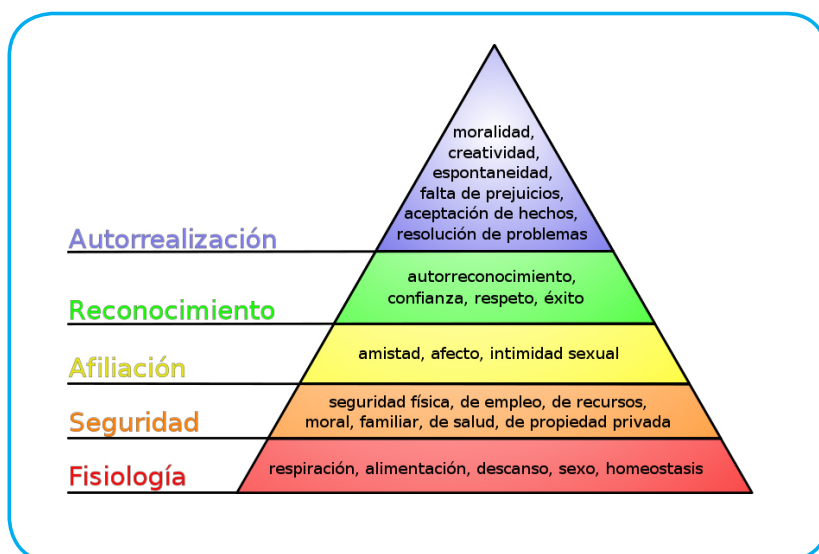 moralidad,
creatividad,
espontaneidad,
falta de prejuicios,
aceptación de hechos,
resolución de problemas
Autorrealización
autorreconocimiento,
confianza, respeto, éxito
Reconocimiento
amistad, afecto, intimidad sexual
Afiliación
seguridad física, de empleo, de recursos,
moral, familiar, de salud, de propiedad privada
Seguridad
respiración, alimentación, descanso, sexo, homeostasis
Fisiología